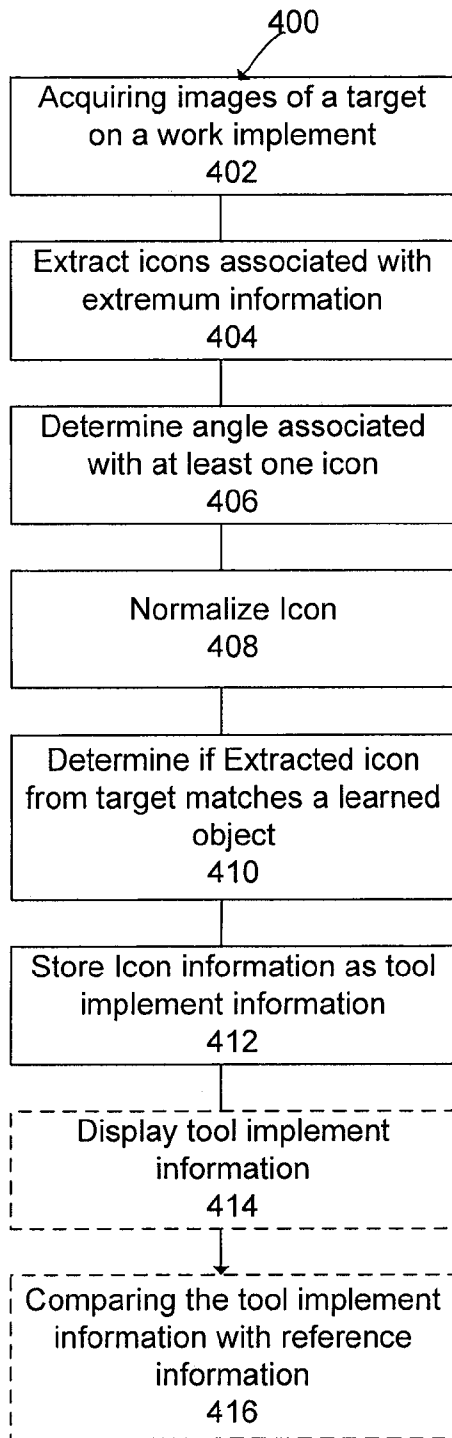 400
Acquiring images of a target
on a work implement
402
Extract icons associated with
extremum information
404
Determine angle associated
with at least one icon
406
Normalize Icon
408
Determine if Extracted icon
from target matches a learned
object
410
Store Icon information as tool
implement information
412
Display tool implement
information
414
Comparing the tool implement
information with reference
information
416